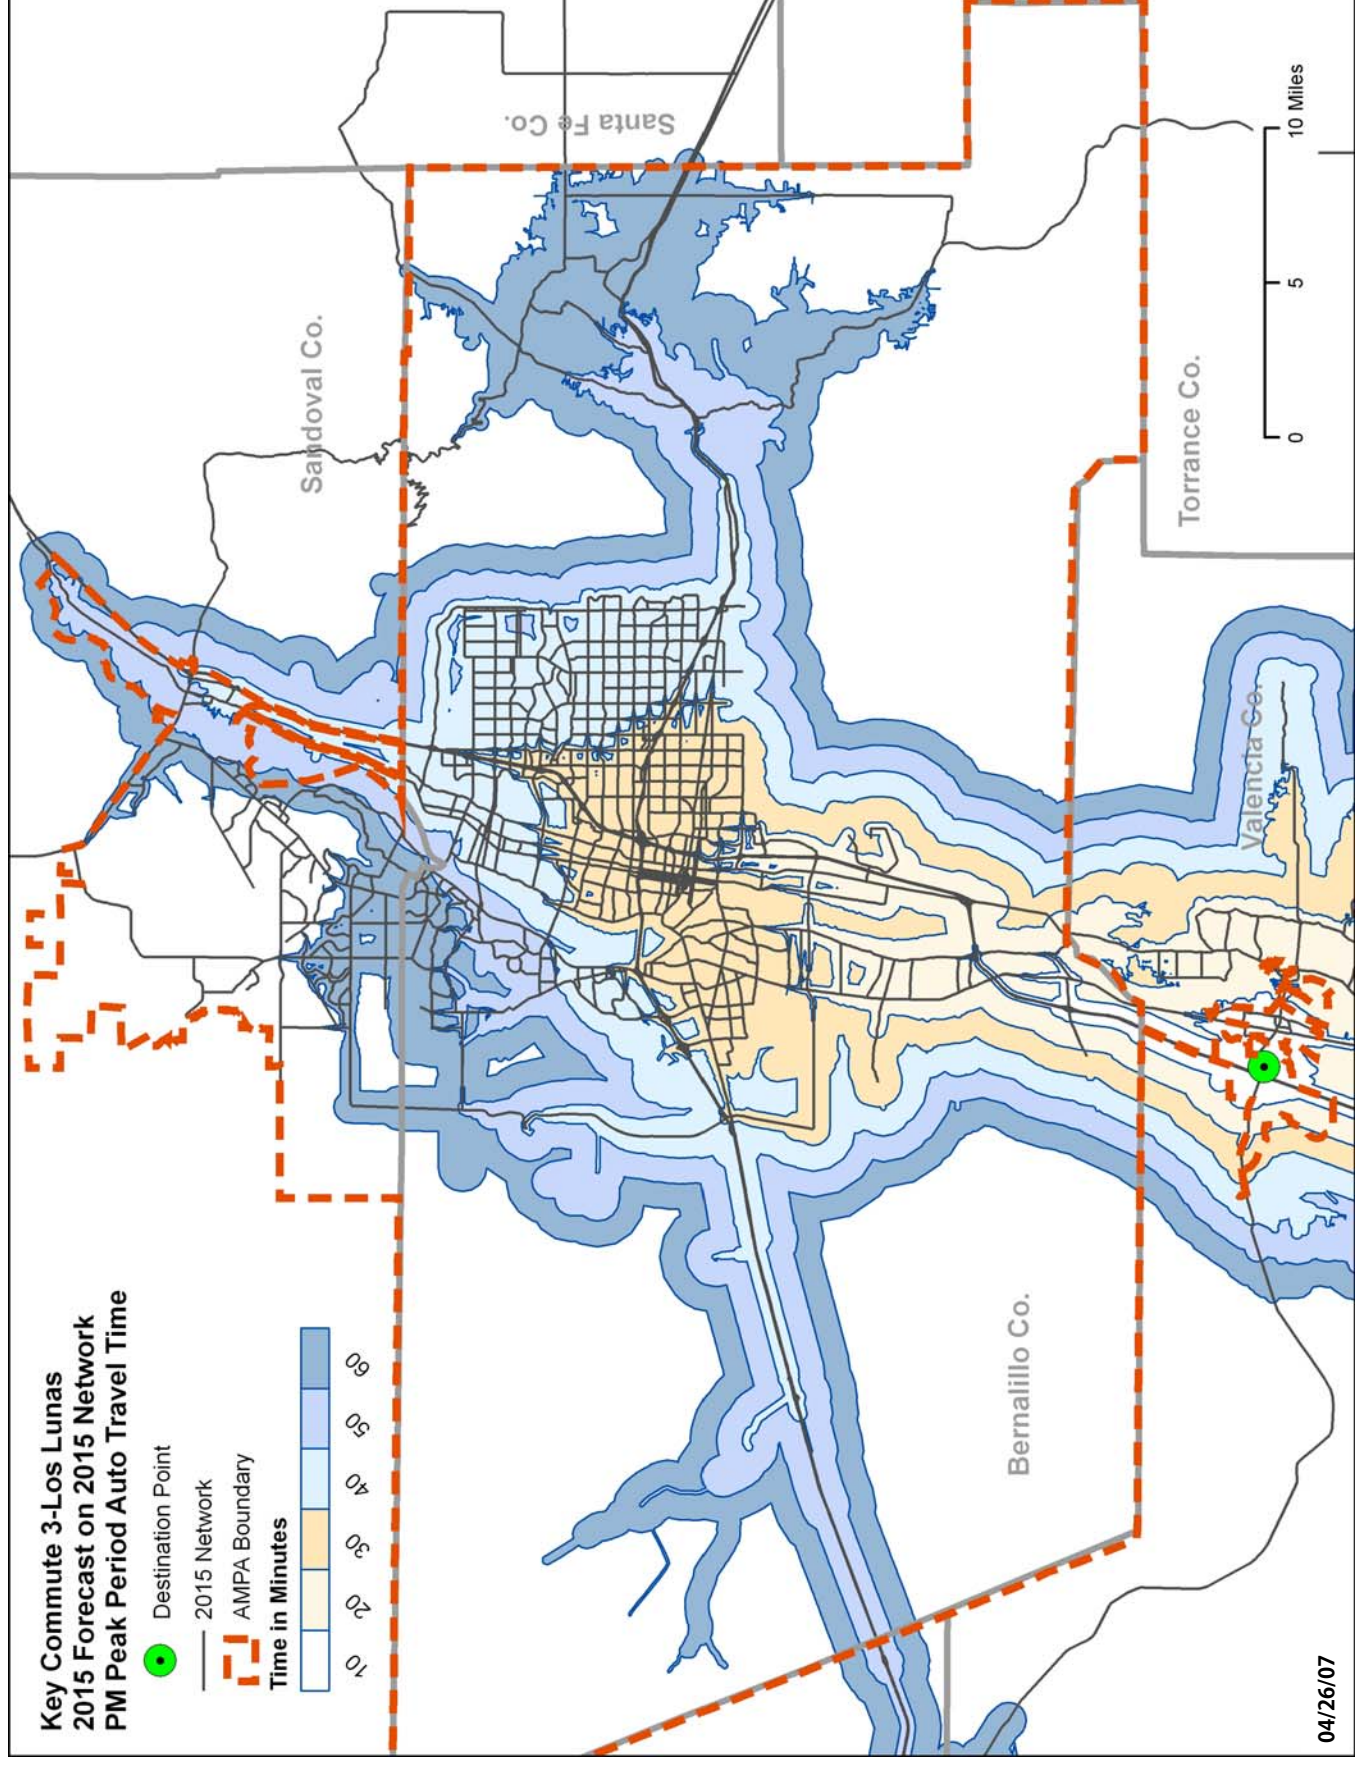 Key Commute 3-Los Lunas
2015 Forecast on 2015 Network
PM Peak Period Auto Travel Time
Destination Point
2015 Network
AMPA Boundary
Time in Minutes
10
20
30
40
50
60
Sandoval Co.
Santa Fe Co.
Bernalillo Co.
Valencia Co.
Torrance Co.
0
5
10 Miles
04/26/07